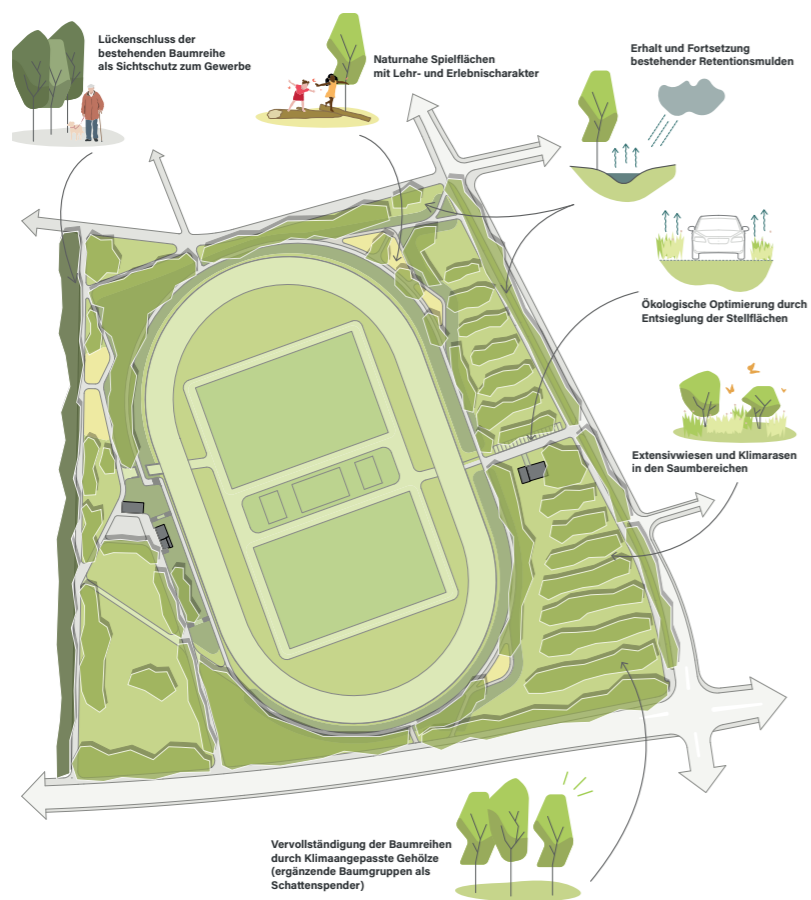 Lückenschluss der
bestehenden Baumreihe
als Sichtschutz zum Gewerbe
Naturnahe Spielflächen
mit Lehr- und Erlebnischarakter
Erhalt und Fortsetzung
bestehender Retentionsmulden
Ökologische Optimierung durch
Entsieglung der Stellflächen
Extensivwiesen und Klimarasen
in den Saumbereichen
Vervollständigung der Baumreihen
durch Klimaangepasste Gehölze
(ergänzende Baumgruppen als
Schattenspender)